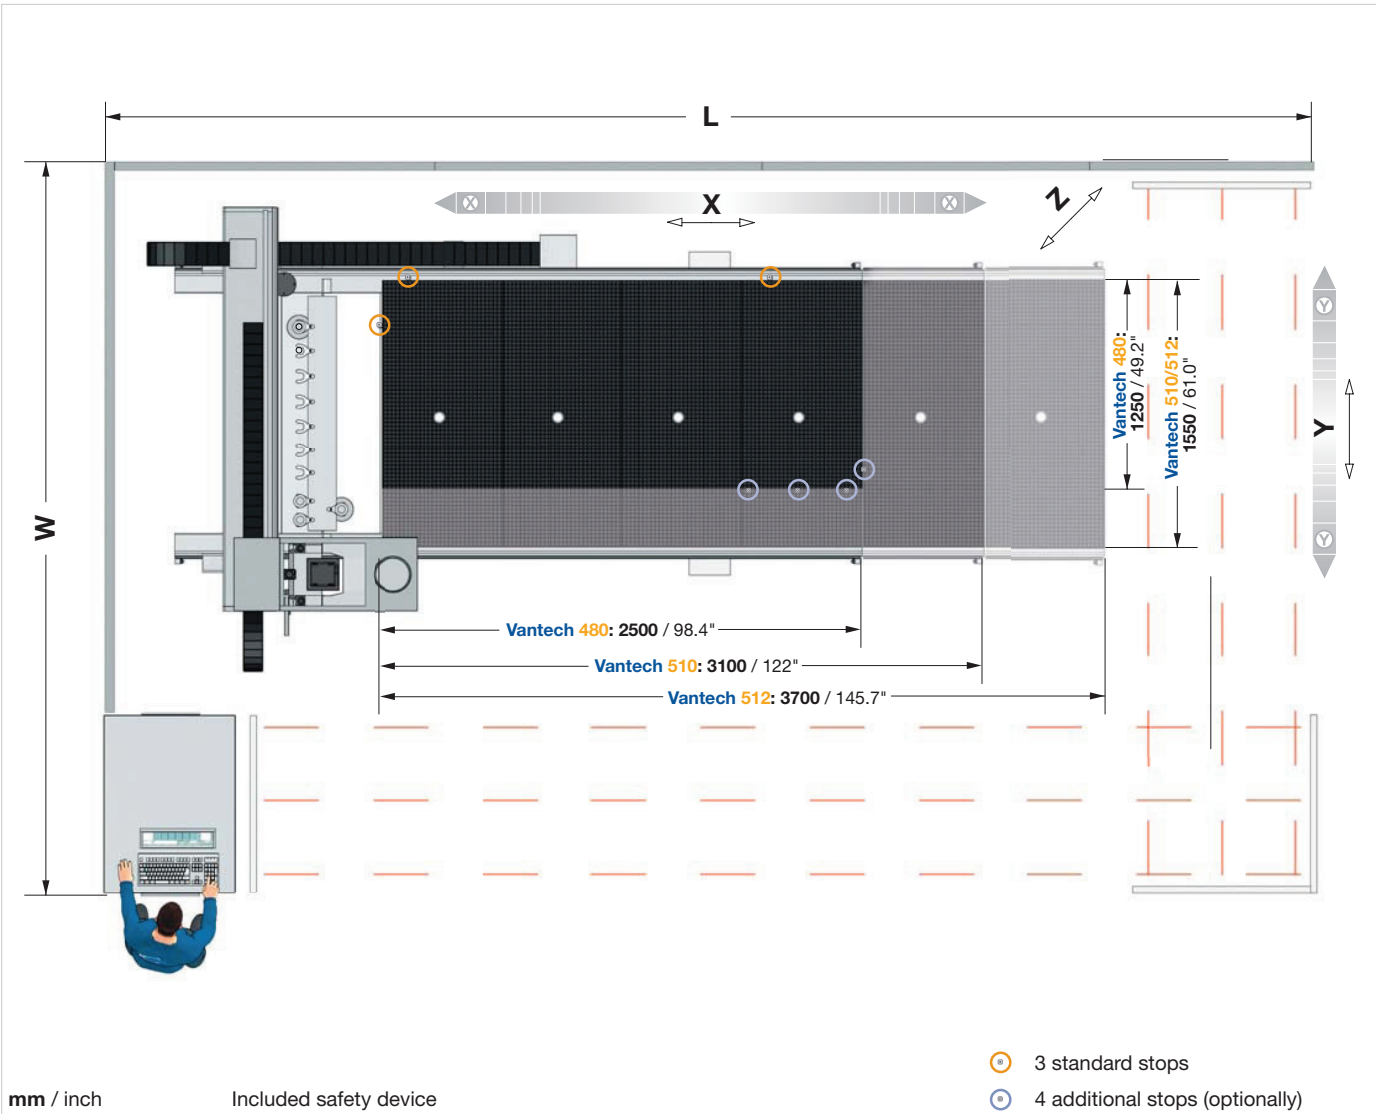 L
X X X
Z
Vantech 480:
1250 / 49.2"
Vantech 510/512:
1550 / 61.0"
Y
Y
Y
W
Vantech 480: 2500 / 98.4"
Vantech 510: 3100 / 122"
Vantech 512: 3700 / 145.7"
3 standard stops
mm / inch
Included safety device
4 additional stops (optionally)